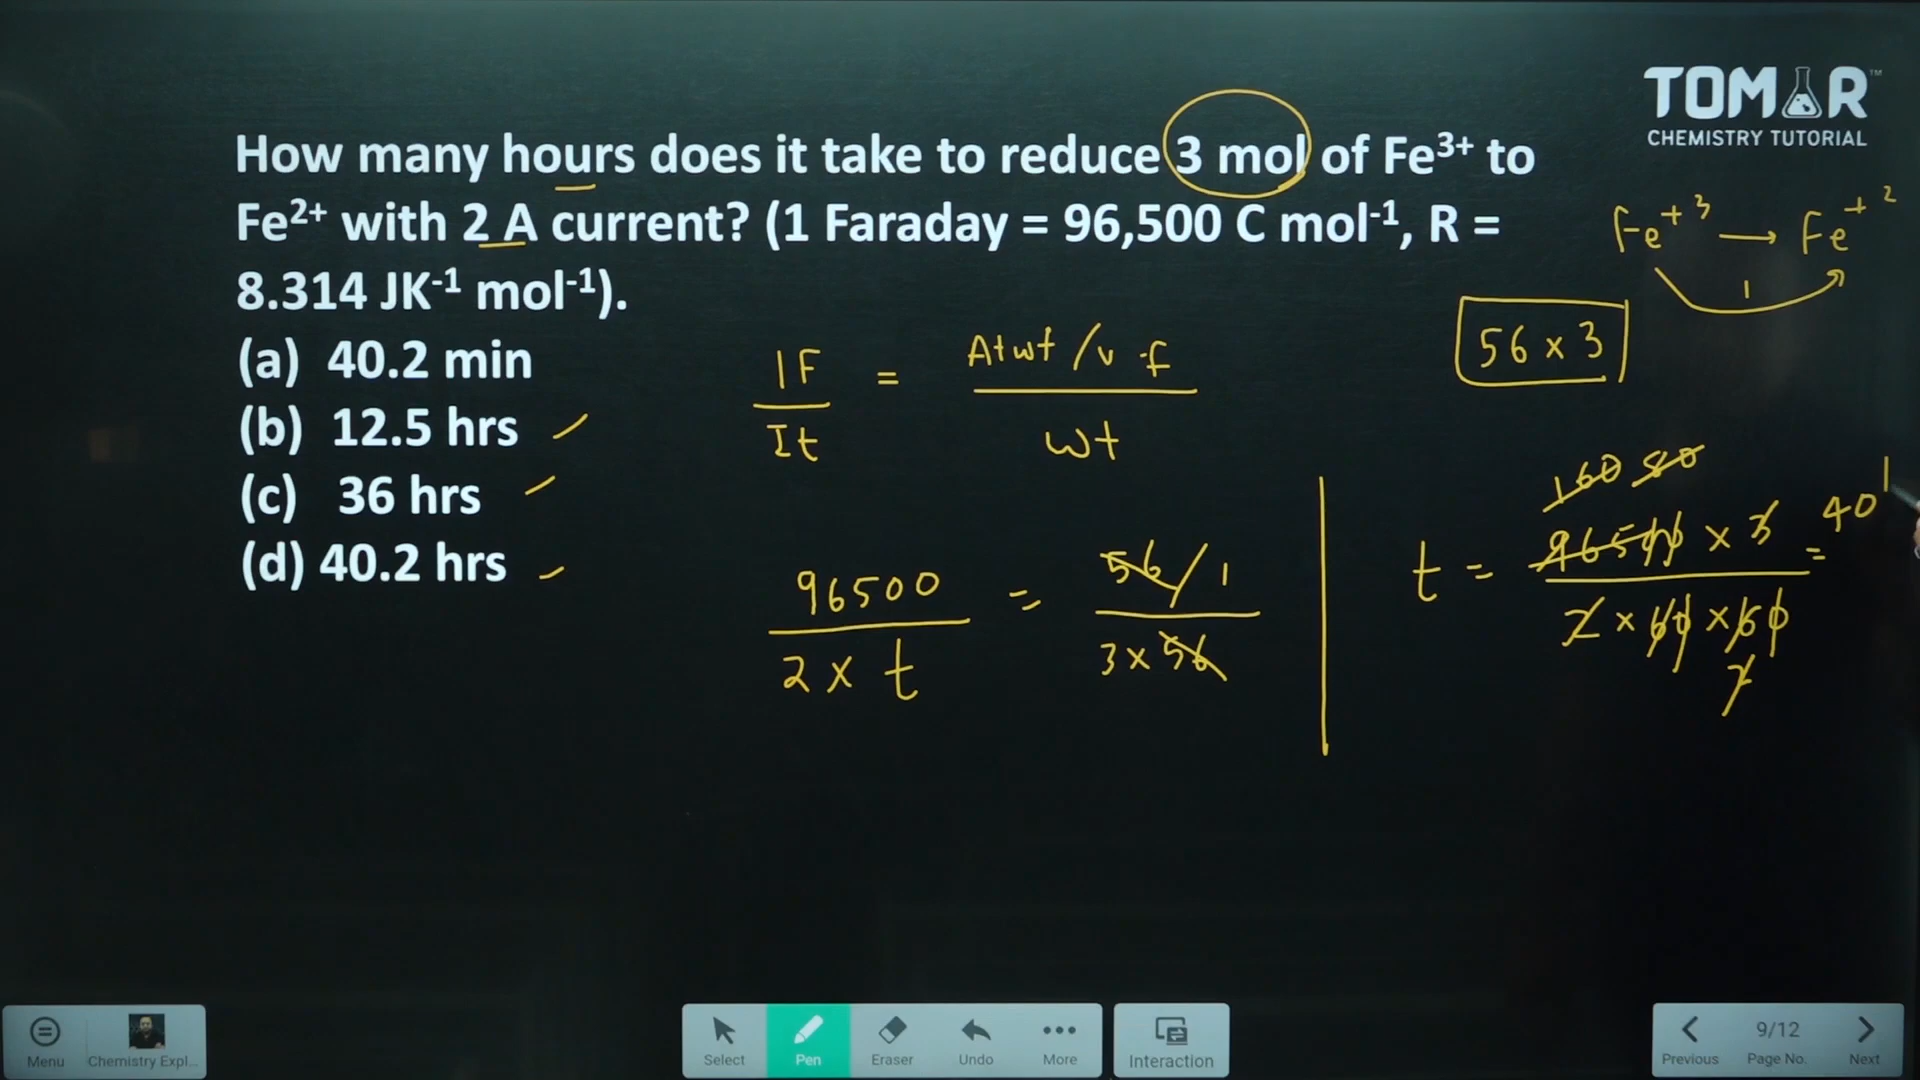 TOMAR™
CHEMISTRY TUTORIAL
How many hours does it take to reduce 3 mol of Fe³⁺ to
Fe²⁺ with 2 A current? (1 Faraday = 96,500 C mol⁻¹, R =
8.314 JK⁻¹ mol⁻¹).
(a) 40.2 min
(b) 12.5 hrs
(c) 36 hrs
(d) 40.2 hrs
Fe⁺³ → Fe⁺²
1
56 × 3
1F = Atwt / v.f
It wt
96500 = 56 / 1
2 × t 3 × 56
160 80
t = 96500 × 3 = 40
2 × 60 × 60
2
Menu
Chemistry Expl...
Select
Pen
Eraser
Undo
More
Interaction
Previous
9/12
Page No.
Next